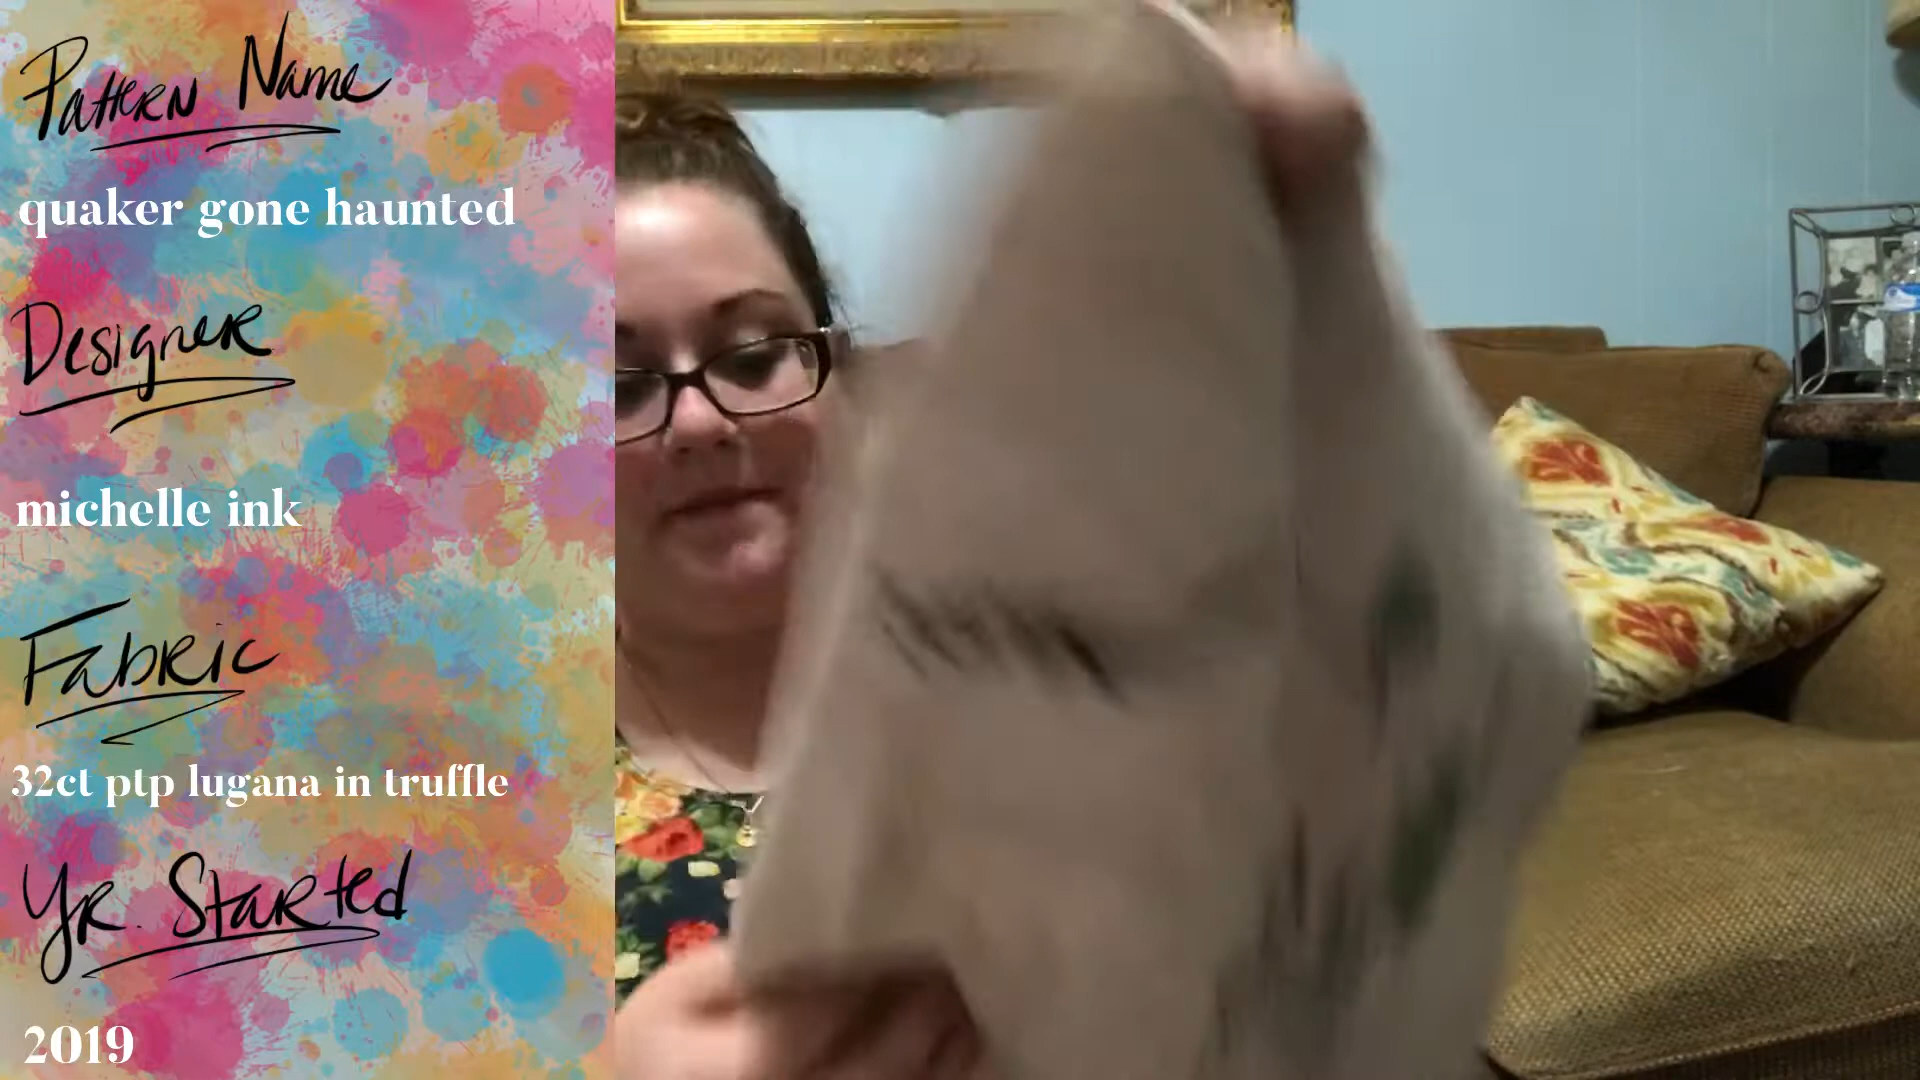 Pattern Name
quaker gone haunted
Designer
michelle ink
Fabric
32ct ptp lugana in truffle
Yr. Started
2019